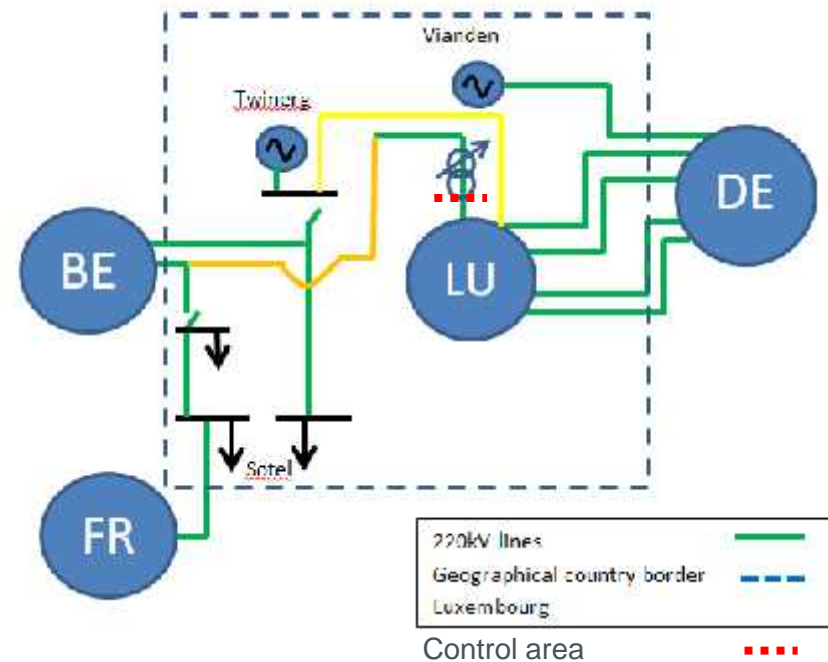 Vianden
Twinerg
BE
LU
DE
Sotel
FR
220kV lines
Geographical country border
Luxembourg
Control area